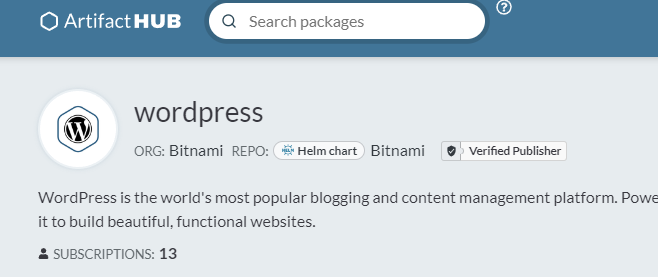 Artifact HUB Search packages ?
wordpress
ORG: Bitnami REPO: HELM Helm chart Bitnami Verified Publisher
WordPress is the world's most popular blogging and content management platform. Powe
it to build beautiful, functional websites.
SUBSCRIPTIONS: 13